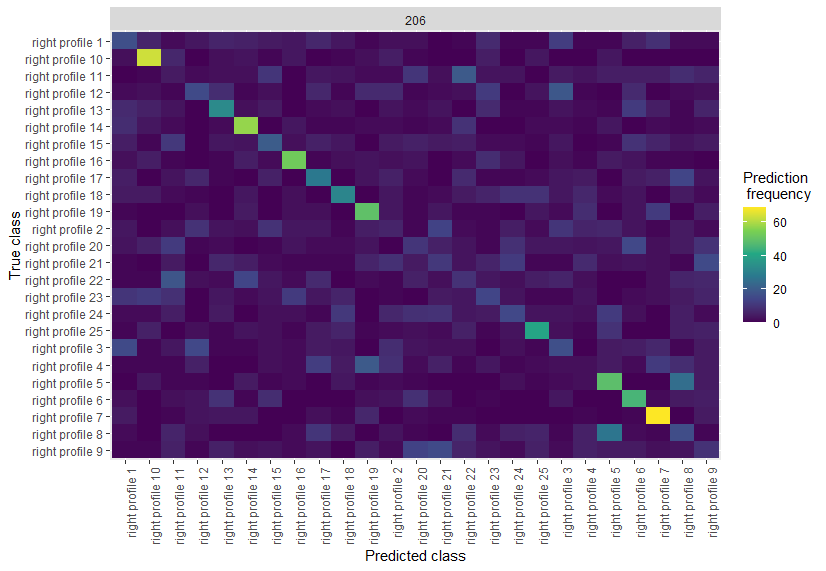 206
right profile 1
right profile 10
right profile 11
right profile 12
right profile 13
right profile 14
right profile 15
right profile 16
right profile 17
right profile 18
right profile 19
right profile 2
right profile 20
right profile 21
right profile 22
right profile 23
right profile 24
right profile 25
right profile 3
right profile 4
right profile 5
right profile 6
right profile 7
right profile 8
right profile 9
True class
right profile 1
right profile 10
right profile 11
right profile 12
right profile 13
right profile 14
right profile 15
right profile 16
right profile 17
right profile 18
right profile 19
right profile 2
right profile 20
right profile 21
right profile 22
right profile 23
right profile 24
right profile 25
right profile 3
right profile 4
right profile 5
right profile 6
right profile 7
right profile 8
right profile 9
Predicted class
Prediction
frequency
60
40
20
0